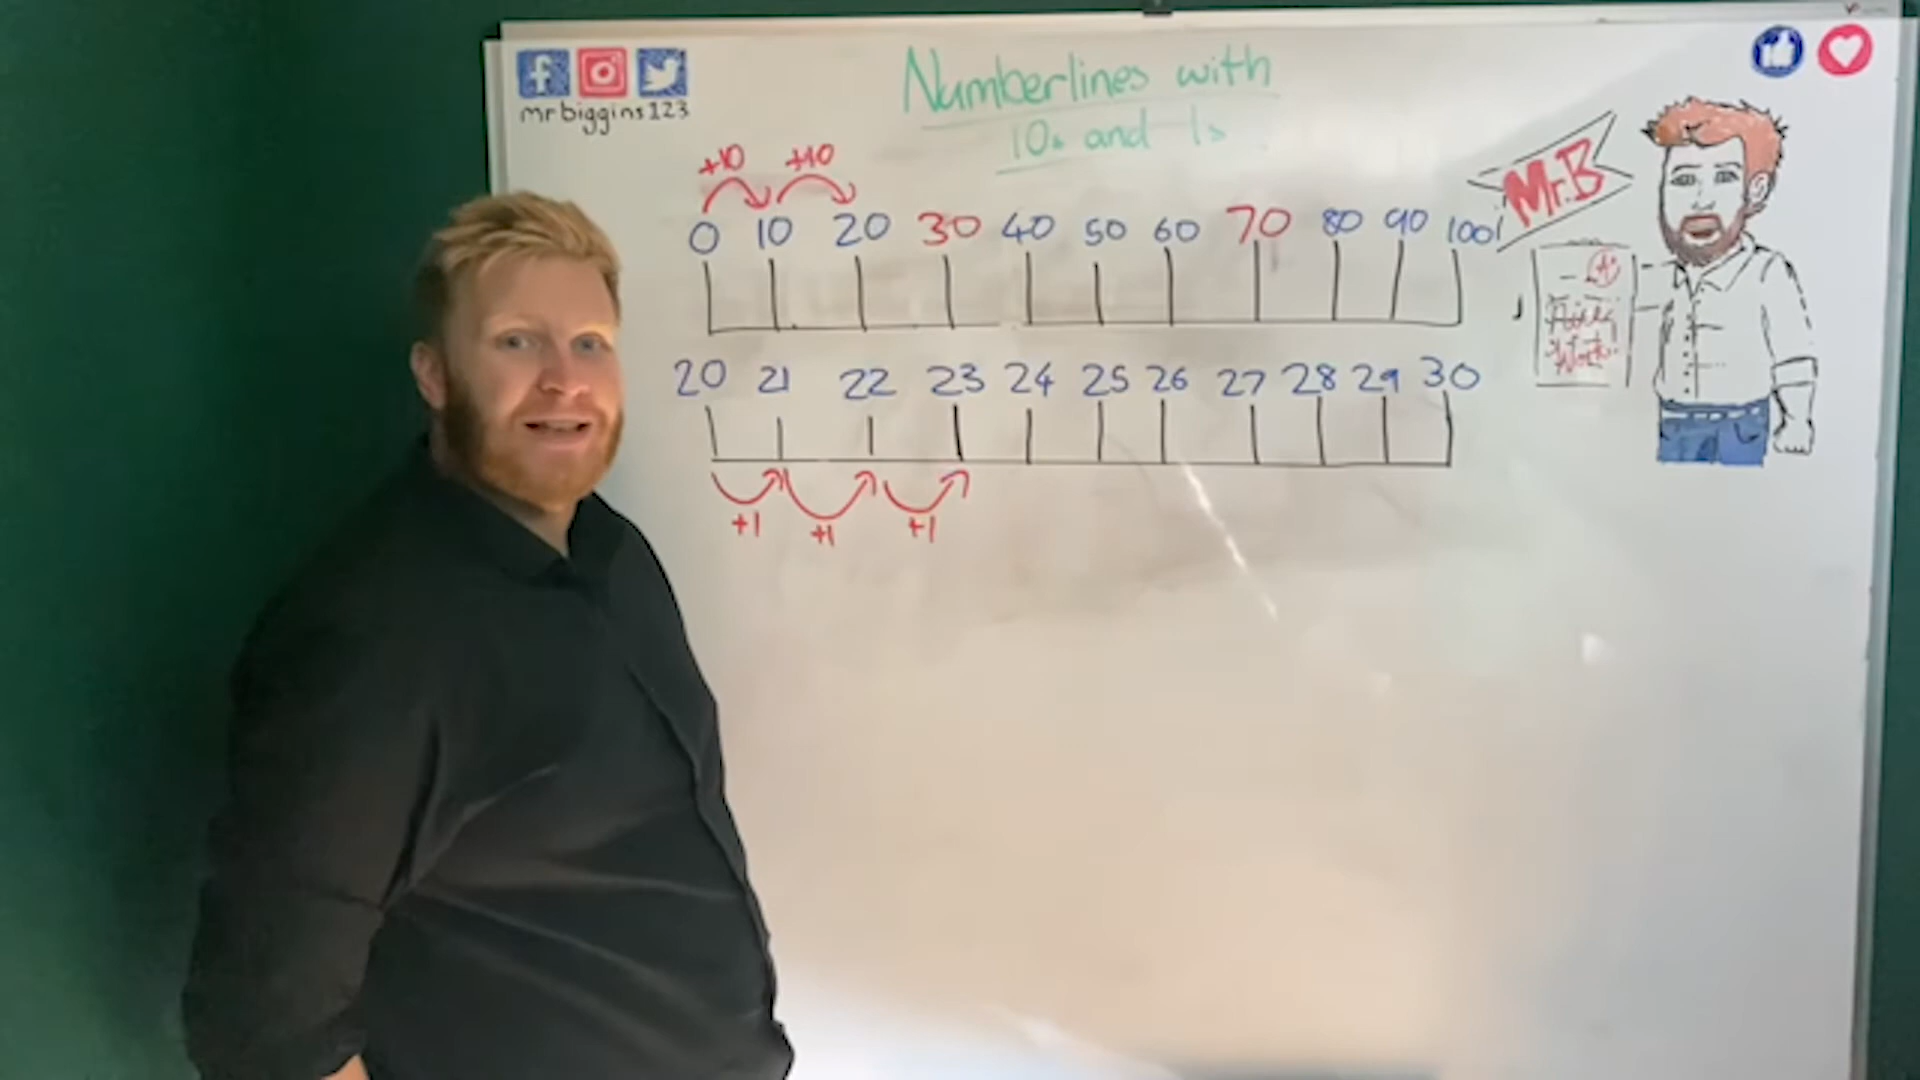 mrbiggins123
Numberlines with
10s and 1s
+10 +10
0 10 20 30 40 50 60 70 80 90 100
Mr.B
A+
Work!
20 21 22 23 24 25 26 27 28 29 30
+1 +1 +1